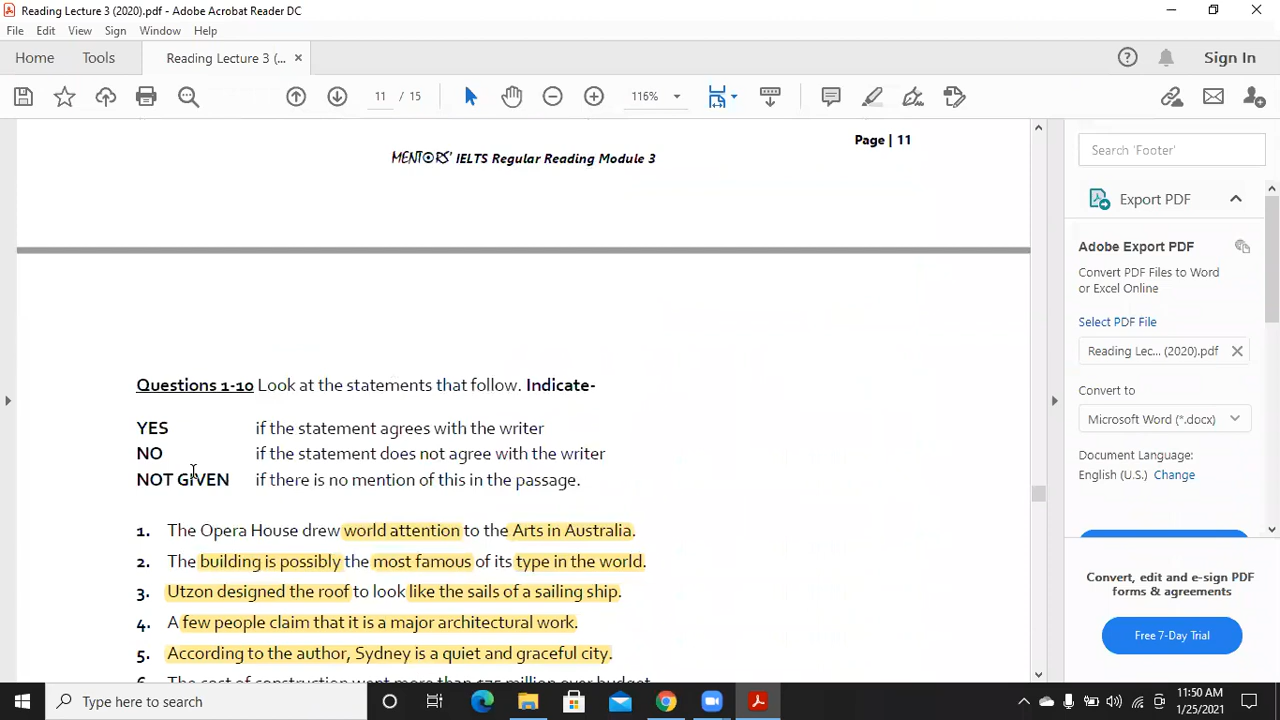 Reading Lecture 3 (2020).pdf - Adobe Acrobat Reader DC
File Edit View Sign Window Help
Home Tools Reading Lecture 3 (... × Sign In
11 / 15 116%
Page | 11
MENTORS' IELTS Regular Reading Module 3
Questions 1-10 Look at the statements that follow. Indicate-
YES if the statement agrees with the writer
NO if the statement does not agree with the writer
NOT GIVEN if there is no mention of this in the passage.
1. The Opera House drew world attention to the Arts in Australia.
2. The building is possibly the most famous of its type in the world.
3. Utzon designed the roof to look like the sails of a sailing ship.
4. A few people claim that it is a major architectural work.
5. According to the author, Sydney is a quiet and graceful city.
6. The cost of construction went more than $75 million over budget
Search 'Footer'
Export PDF
Adobe Export PDF
Convert PDF Files to Word
or Excel Online
Select PDF File
Reading Lec... (2020).pdf
Convert to
Microsoft Word (*.docx)
Document Language:
English (U.S.) Change
Convert, edit and e-sign PDF
forms & agreements
Free 7-Day Trial
Type here to search
11:50 AM
1/25/2021